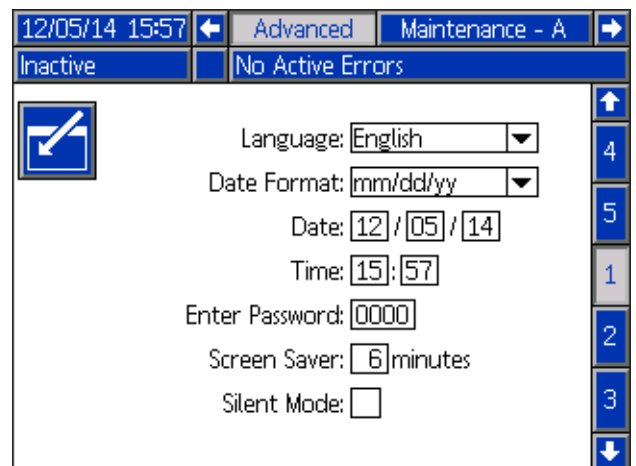 12/05/14 15:57 Advanced Maintenance - A
Inactive No Active Errors
Language: English
Date Format: mm/dd/yy
Date: 12 / 05 / 14
Time: 15 : 57
Enter Password: 0000
Screen Saver: 6 minutes
Silent Mode:
4
5
1
2
3